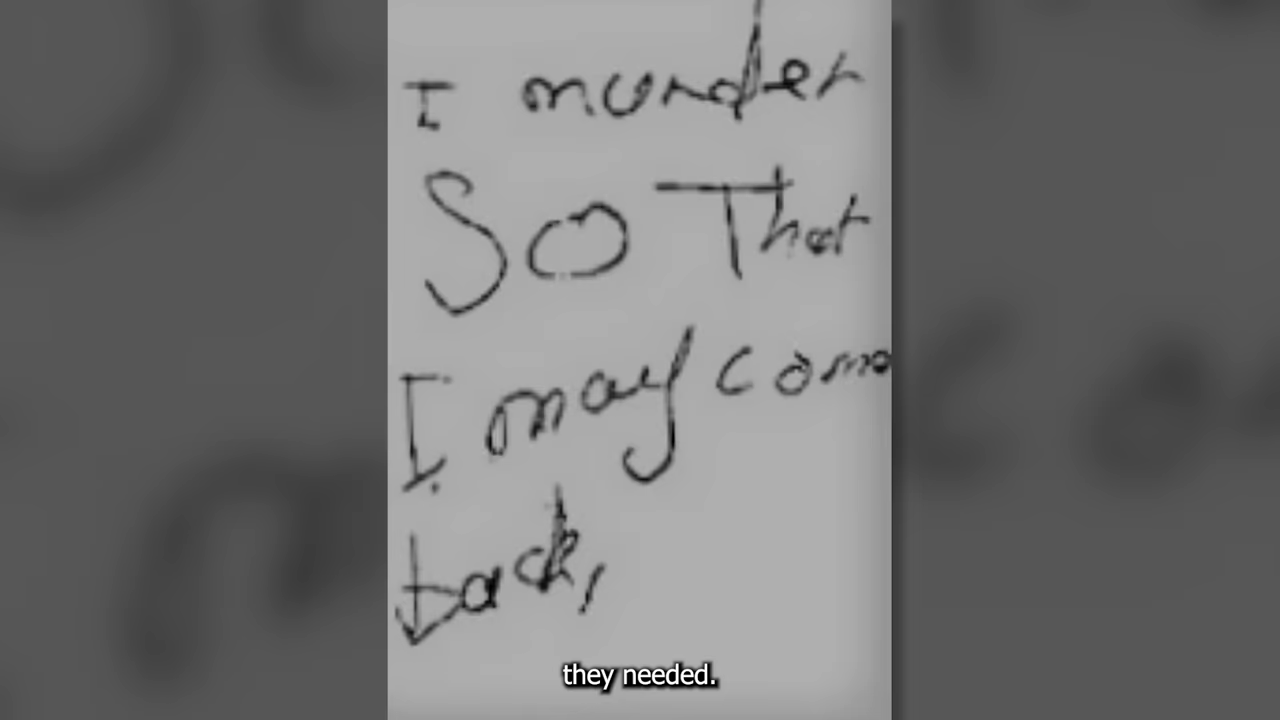 I murder
So That
I may come
back,
they needed.